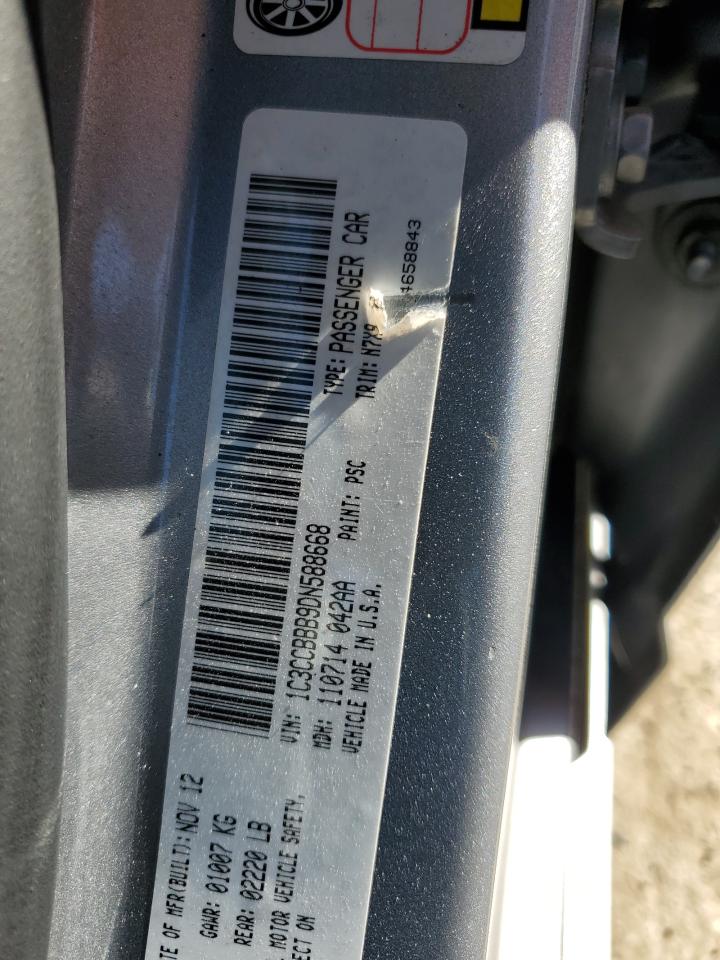 TE OF MFR(BUILT): NOV 12
GAWR: 01007 KG
REAR: 02220 LB
MOTOR VEHICLE SAFETY,
ECT ON
VIN: 1C3CCBBB9DN588668
MDH: 110714 042AA PAINT: PSC
VEHICLE MADE IN U.S.A.
TYPE: PASSENGER CAR
TRIM: N7X9
4658843